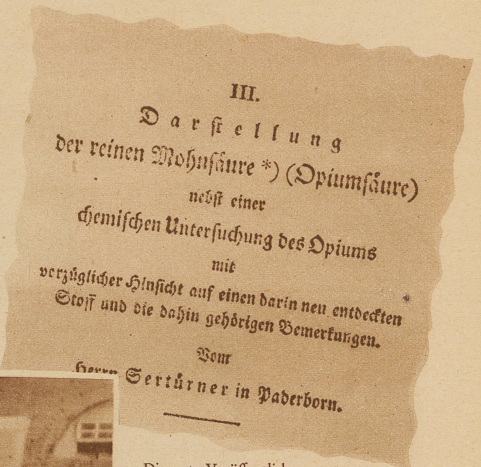 III.
Darstellung
der reinen Mohnsäure *) (Opiumsäure)
nebst einer
chemischen Untersuchung des Opiums
mit
vorzüglicher Hinsicht auf einen darin neu entdeckten
Stoff und die dahin gehörigen Bemerkungen.
Vom
Herrn Sertürner in Paderborn.